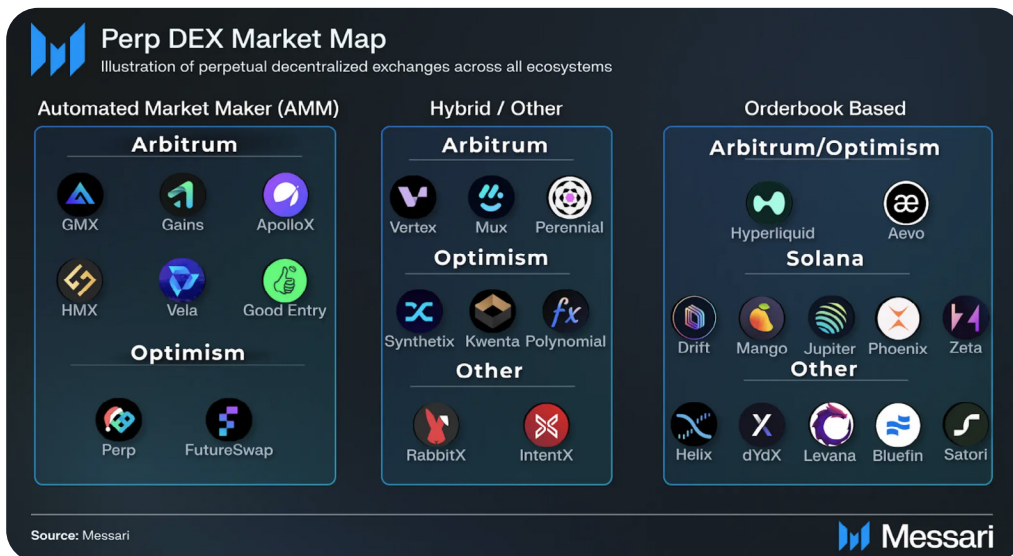 Perp DEX Market Map
Illustration of perpetual decentralized exchanges across all ecosystems
Automated Market Maker (AMM)
Arbitrum
GMX Gains ApolloX
HMX Vela Good Entry
Optimism
Perp FutureSwap
Hybrid / Other
Arbitrum
Vertex Mux Perennial
Optimism
Synthetix Kwenta Polynomial
Other
RabbitX IntentX
Orderbook Based
Arbitrum/Optimism
Hyperliquid Aevo
Solana
Drift Mango Jupiter Phoenix Zeta
Other
Helix dYdX Levana Bluefin Satori
Source: Messari
Messari